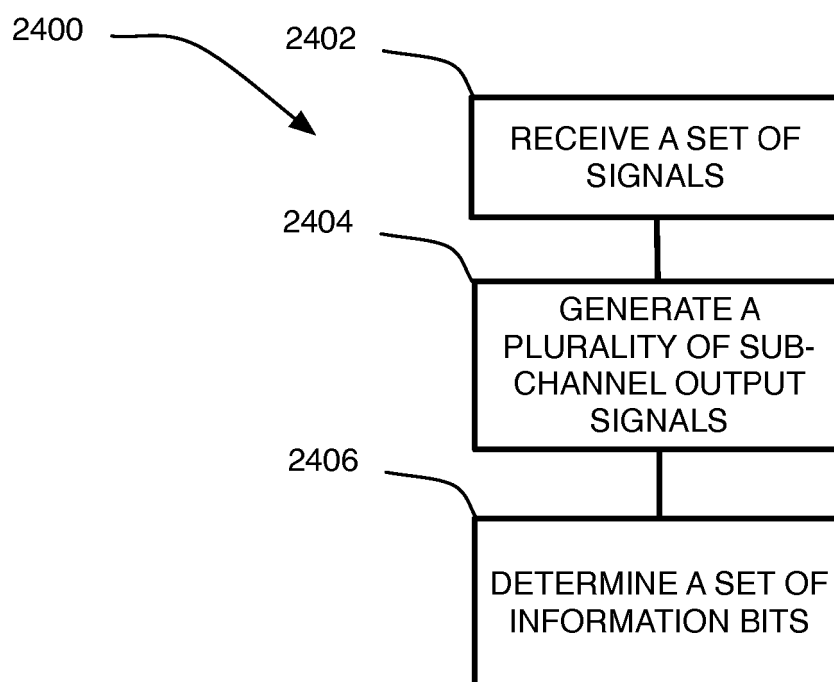 2400
2402
RECEIVE A SET OF
SIGNALS
2404
GENERATE A
PLURALITY OF SUB-
CHANNEL OUTPUT
SIGNALS
2406
DETERMINE A SET OF
INFORMATION BITS